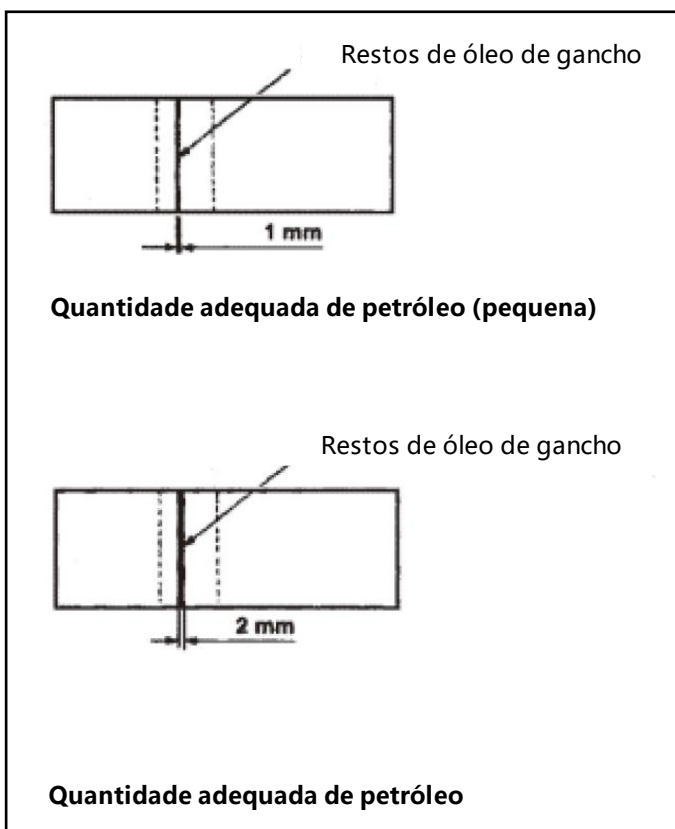 Restos de óleo de gancho
1 mm
Quantidade adequada de petróleo (pequena)
Restos de óleo de gancho
2 mm
Quantidade adequada de petróleo